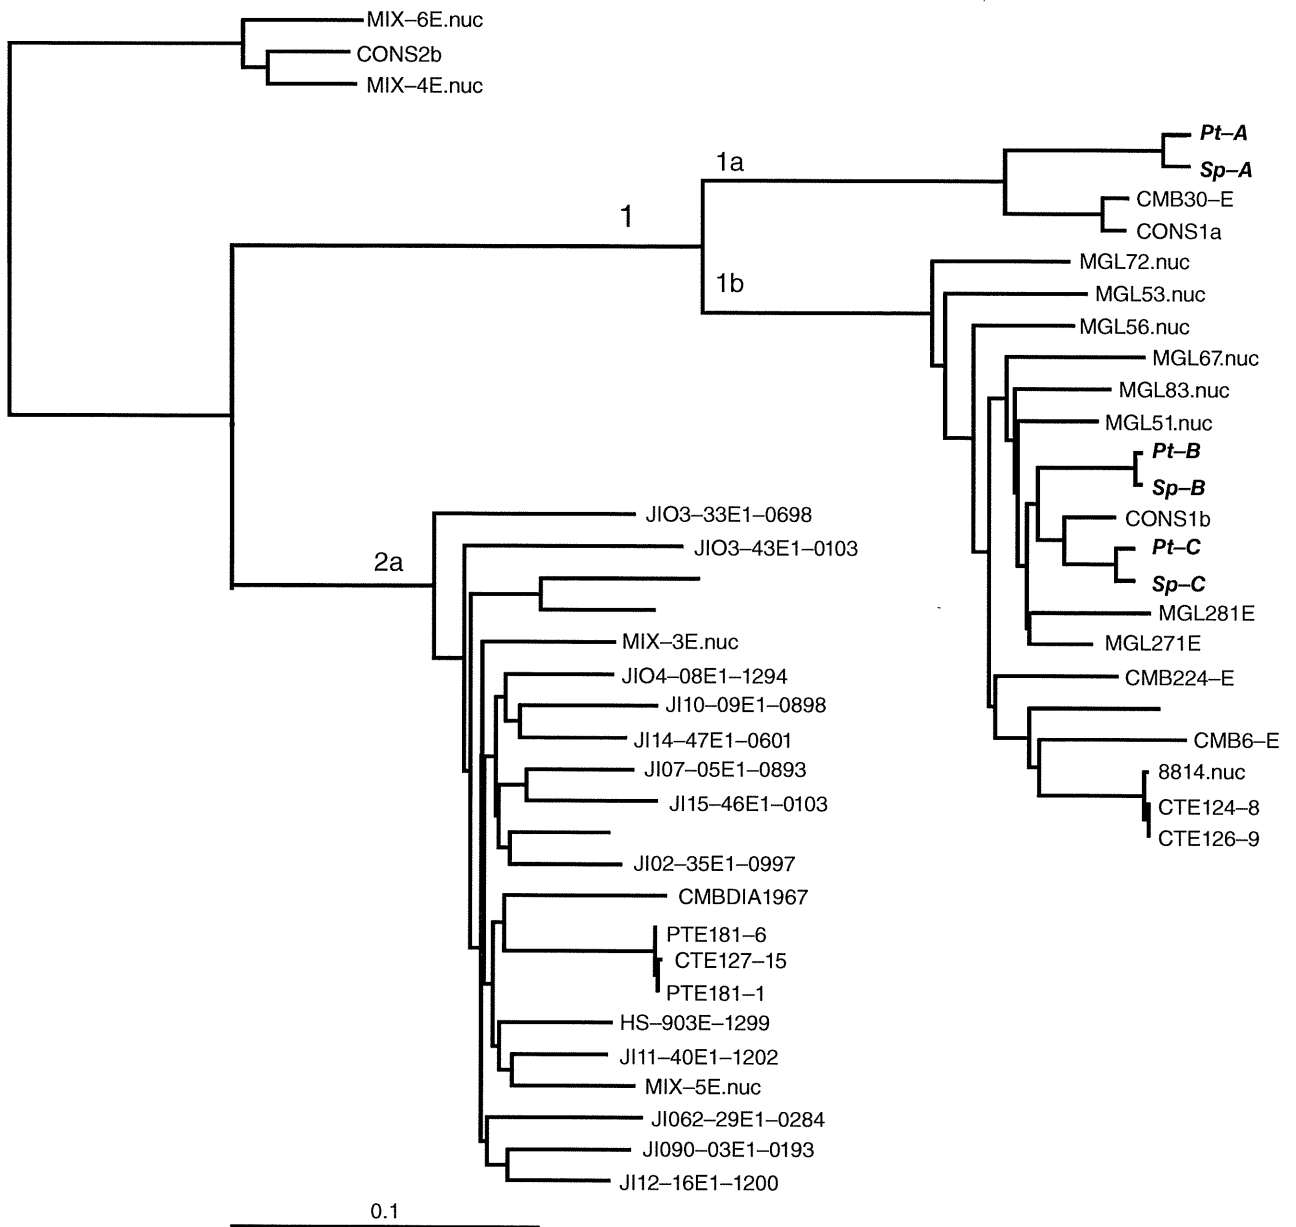 MIX–6E.nuc
CONS2b
MIX–4E.nuc
Pt–A
1a
Sp–A
CMB30–E
1
CONS1a
MGL72.nuc
1b
MGL53.nuc
MGL56.nuc
MGL67.nuc
MGL83.nuc
MGL51.nuc
Pt–B
Sp–B
CONS1b
Pt–C
Sp–C
MGL281E
MGL271E
CMB224–E
CMB6–E
8814.nuc
CTE124–8
CTE126–9
JIO3–33E1–0698
JIO3–43E1–0103
2a
MIX–3E.nuc
JIO4–08E1–1294
JI10–09E1–0898
JI14–47E1–0601
JI07–05E1–0893
JI15–46E1–0103
JI02–35E1–0997
CMBDIA1967
PTE181–6
CTE127–15
PTE181–1
HS–903E–1299
JI11–40E1–1202
MIX–5E.nuc
JI062–29E1–0284
JI090–03E1–0193
JI12–16E1–1200
0.1